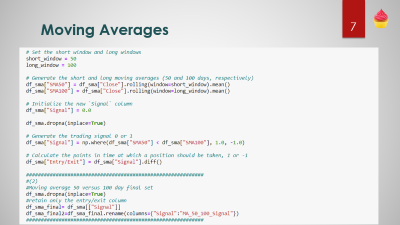 Moving Averages
7
# Set the short window and long windows
short_window = 50
long_window = 100
# Generate the short and long moving averages (50 and 100 days, respectively)
df_sma["SMA50"] = df_sma["Close"].rolling(window=short_window).mean()
df_sma["SMA100"] = df_sma["Close"].rolling(window=long_window).mean()
# Initialize the new `Signal` column
df_sma["Signal"] = 0.0
df_sma.dropna(inplace=True)
# Generate the trading signal 0 or 1
df_sma["Signal"] = np.where(df_sma["SMA50"] < df_sma["SMA100"], 1.0, -1.0)
# Calculate the points in time at which a position should be taken, 1 or -1
df_sma["Entry/Exit"] = df_sma["Signal"].diff()
#(2)
#Moving average 50 versus 100 day final set
df_sma.dropna(inplace=True)
#retain only the entry/exit column
df_sma_final= df_sma[["Signal"]]
df_sma_final2=df_sma_final.rename(columns={"Signal":"MA_50_100_Signal"})